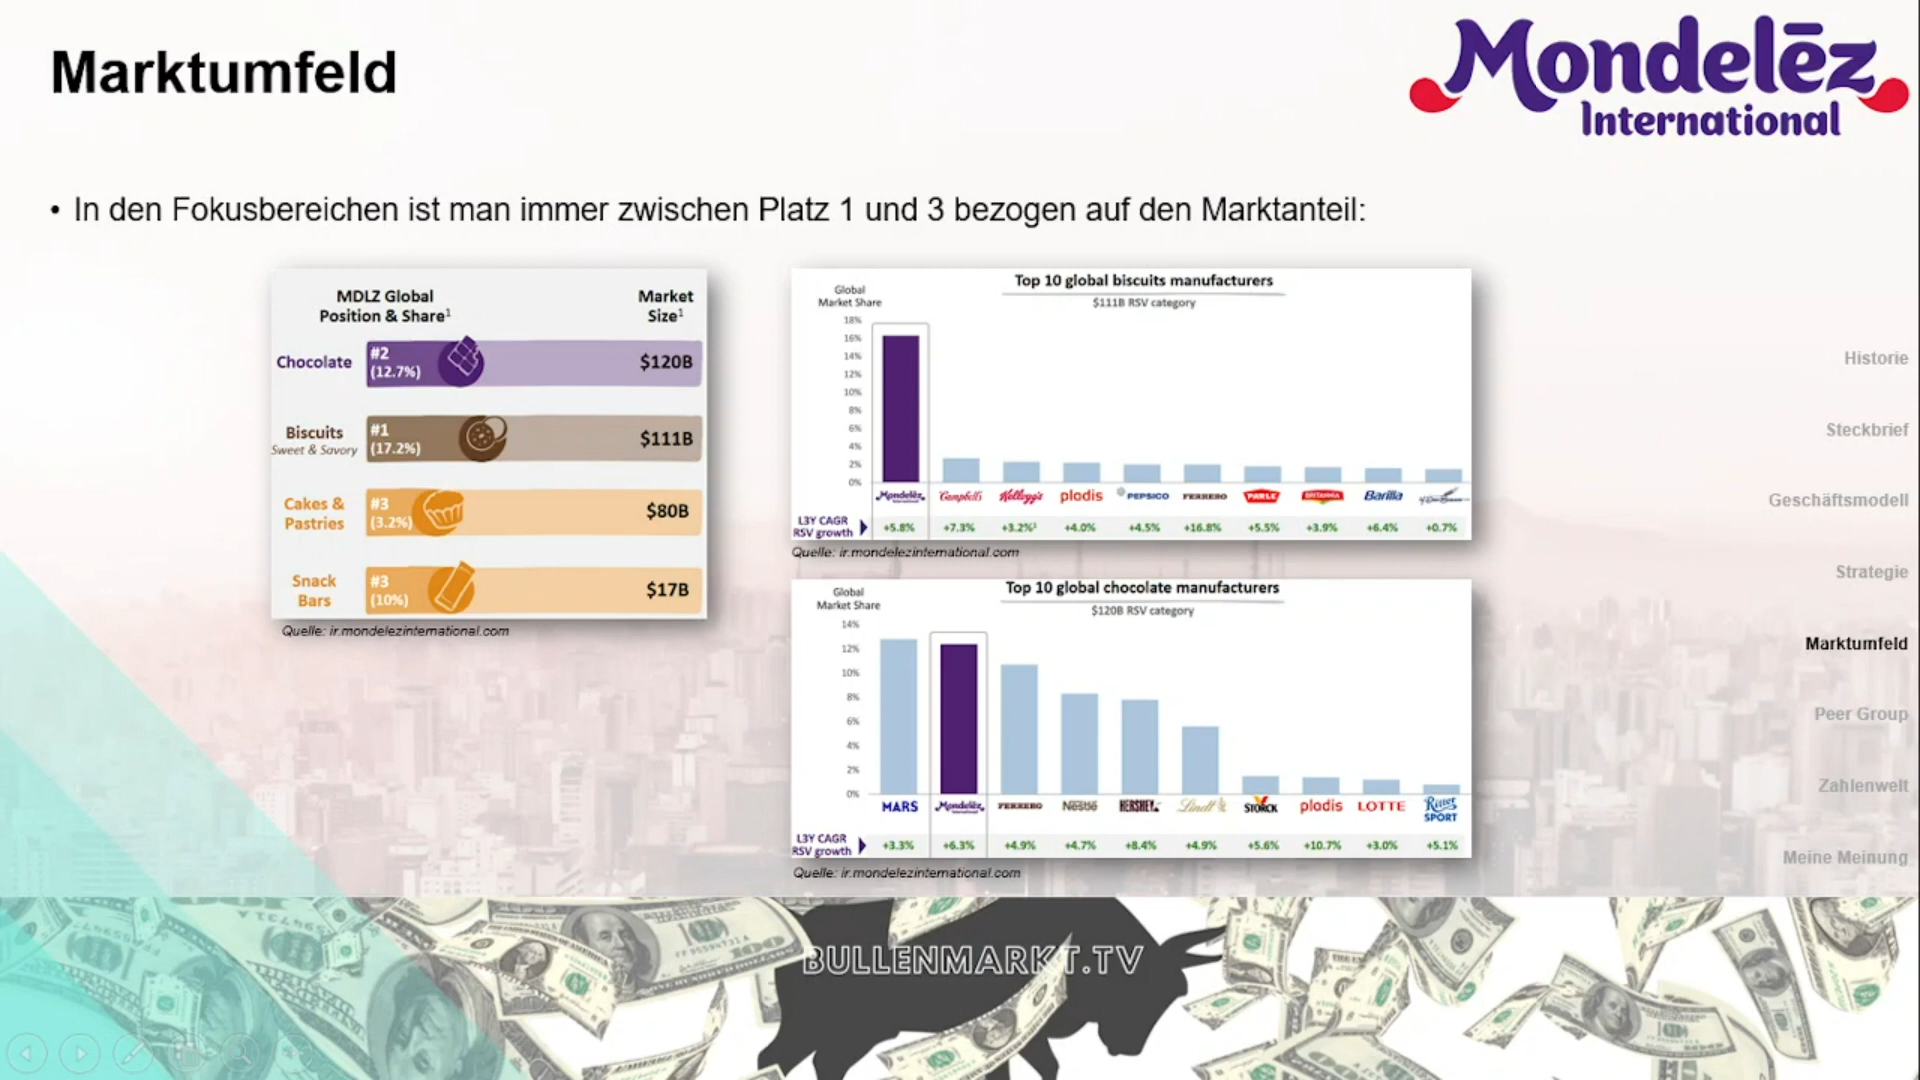 Marktumfeld
Mondelēz
International
• In den Fokusbereichen ist man immer zwischen Platz 1 und 3 bezogen auf den Marktanteil:
MDLZ Global
Position & Share¹
Market
Size¹
Chocolate
#2
(12.7%)
$120B
Biscuits
Sweet & Savory
#1
(17.2%)
$111B
Cakes &
Pastries
#3
(3.2%)
$80B
Snack
Bars
#3
(10%)
$17B
Quelle: ir.mondelezinternational.com
Top 10 global biscuits manufacturers
$111B RSV category
Global
Market Share
18%
16%
14%
12%
10%
8%
6%
4%
2%
0%
Mondelēz International Campbell's Kellogg's pladis PEPSICO FERRERO PARLE BRITANNIA Barilla
L3Y CAGR
RSV growth
+5.8% +7.3% +3.2%² +4.0% +4.5% +16.8% +5.5% +3.9% +6.4% +0.7%
Quelle: ir.mondelezinternational.com
Top 10 global chocolate manufacturers
$120B RSV category
Global
Market Share
14%
12%
10%
8%
6%
4%
2%
0%
MARS Mondelēz International FERRERO Nestlé HERSHEY Lindt STORCK pladis LOTTE Ritter SPORT
L3Y CAGR
RSV growth
+3.3% +6.3% +4.9% +4.7% +8.4% +4.9% +5.6% +10.7% +3.0% +5.1%
Quelle: ir.mondelezinternational.com
Historie
Steckbrief
Geschäftsmodell
Strategie
Marktumfeld
Peer Group
Zahlenwelt
Meine Meinung
BULLENMARKT.TV